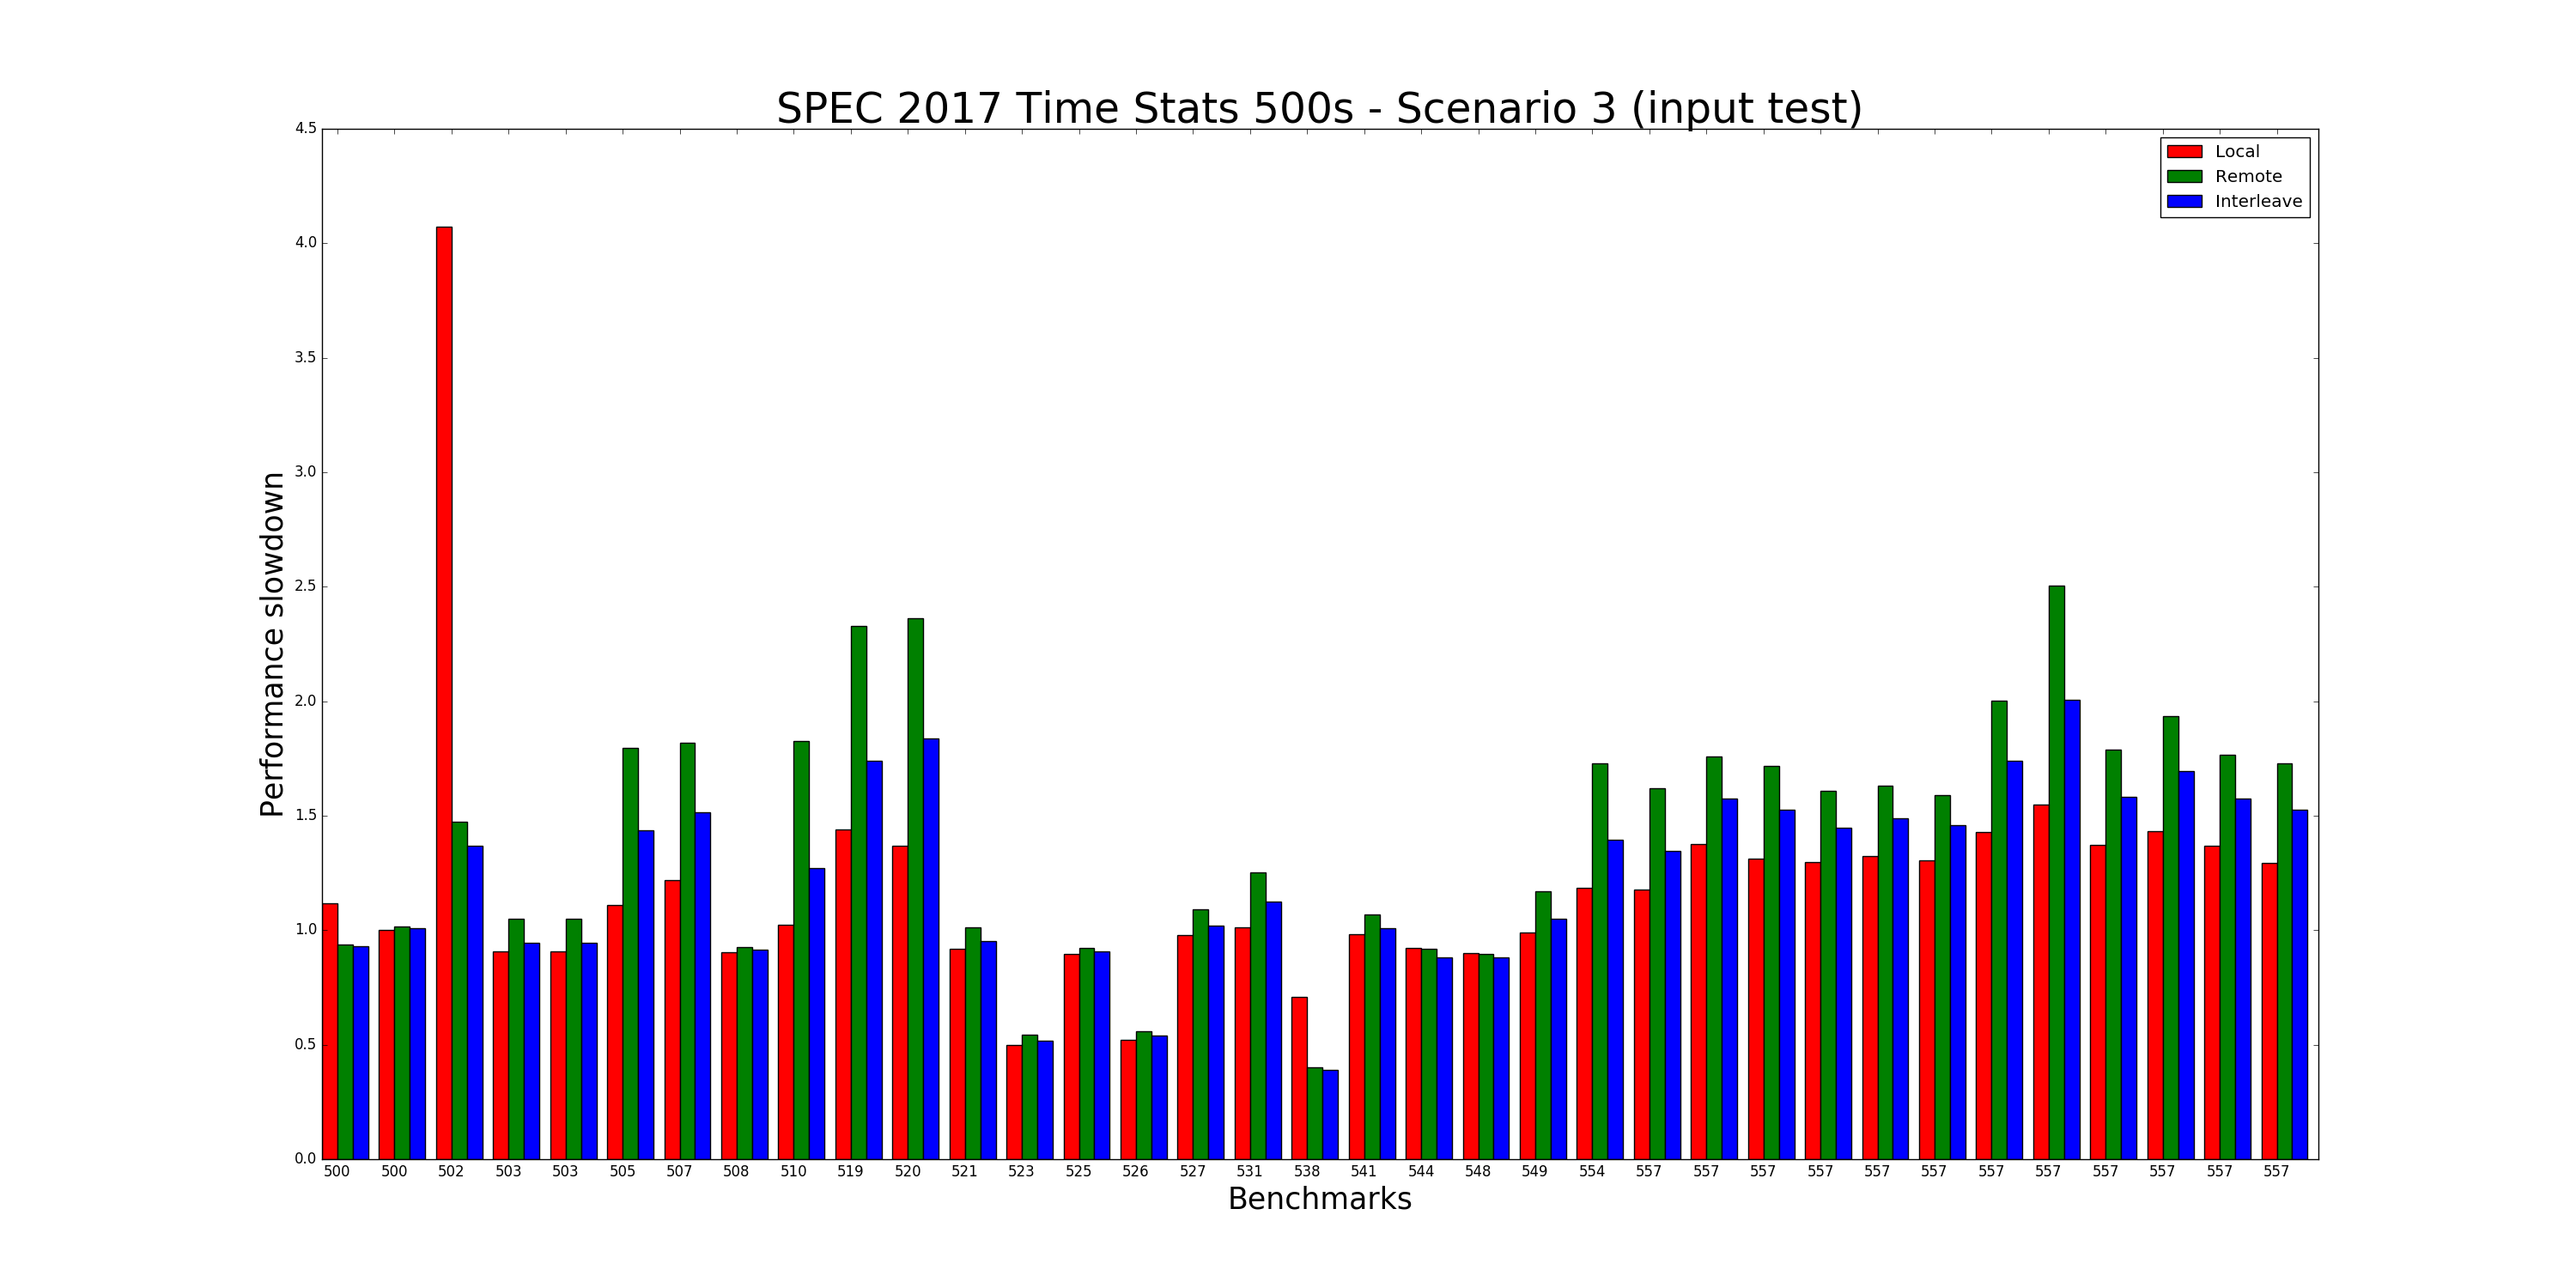 SPEC 2017 Time Stats 500s - Scenario 3 (input test)
Local
Remote
Interleave
Performance slowdown
4.5
4.0
3.5
3.0
2.5
2.0
1.5
1.0
0.5
0.0
500 500 502 503 503 505 507 508 510 519 520 521 523 525 526 527 531 538 541 544 548 549 554 557 557 557 557 557 557 557 557 557 557 557 557
Benchmarks